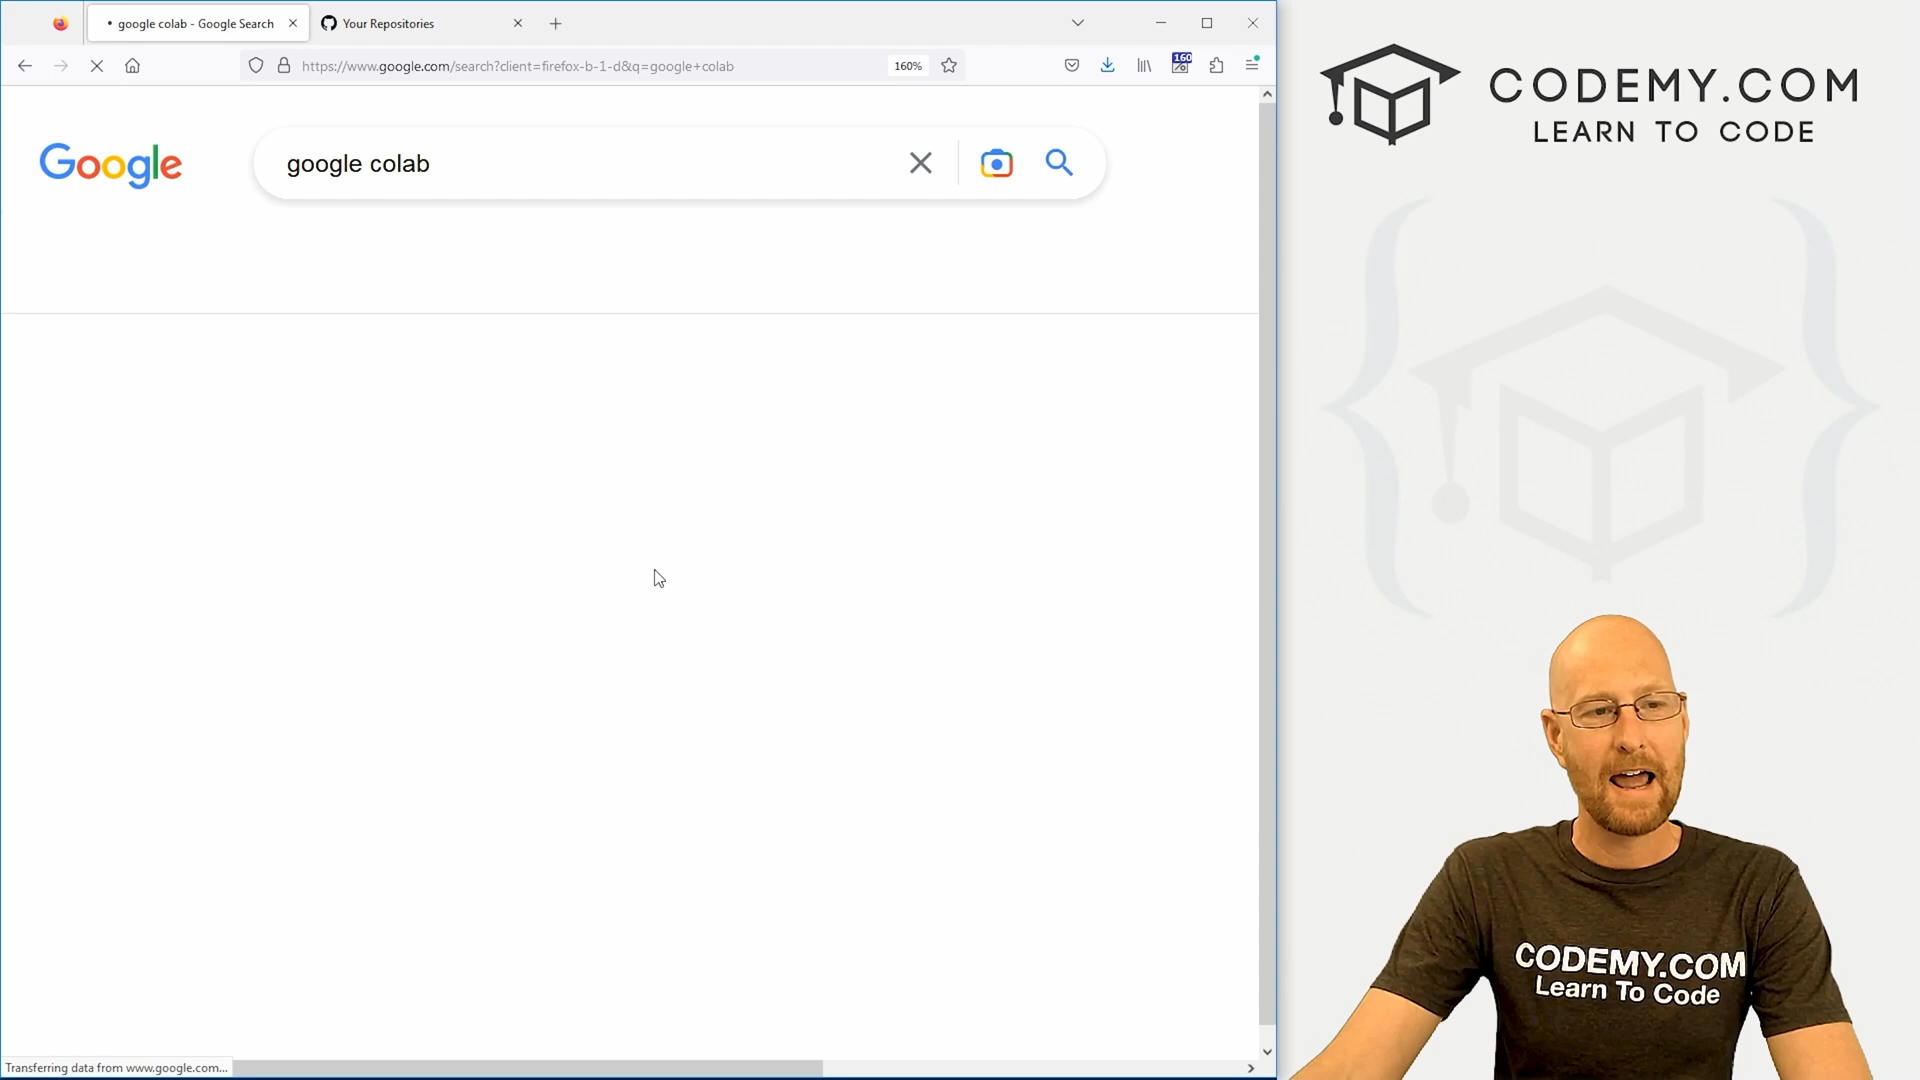 google colab - Google Search
Your Repositories
https://www.google.com/search?client=firefox-b-1-d&q=google+colab
160%
160
Google
google colab
Transferring data from www.google.com...
CODEMY.COM
LEARN TO CODE
CODEMY.COM
Learn To Code